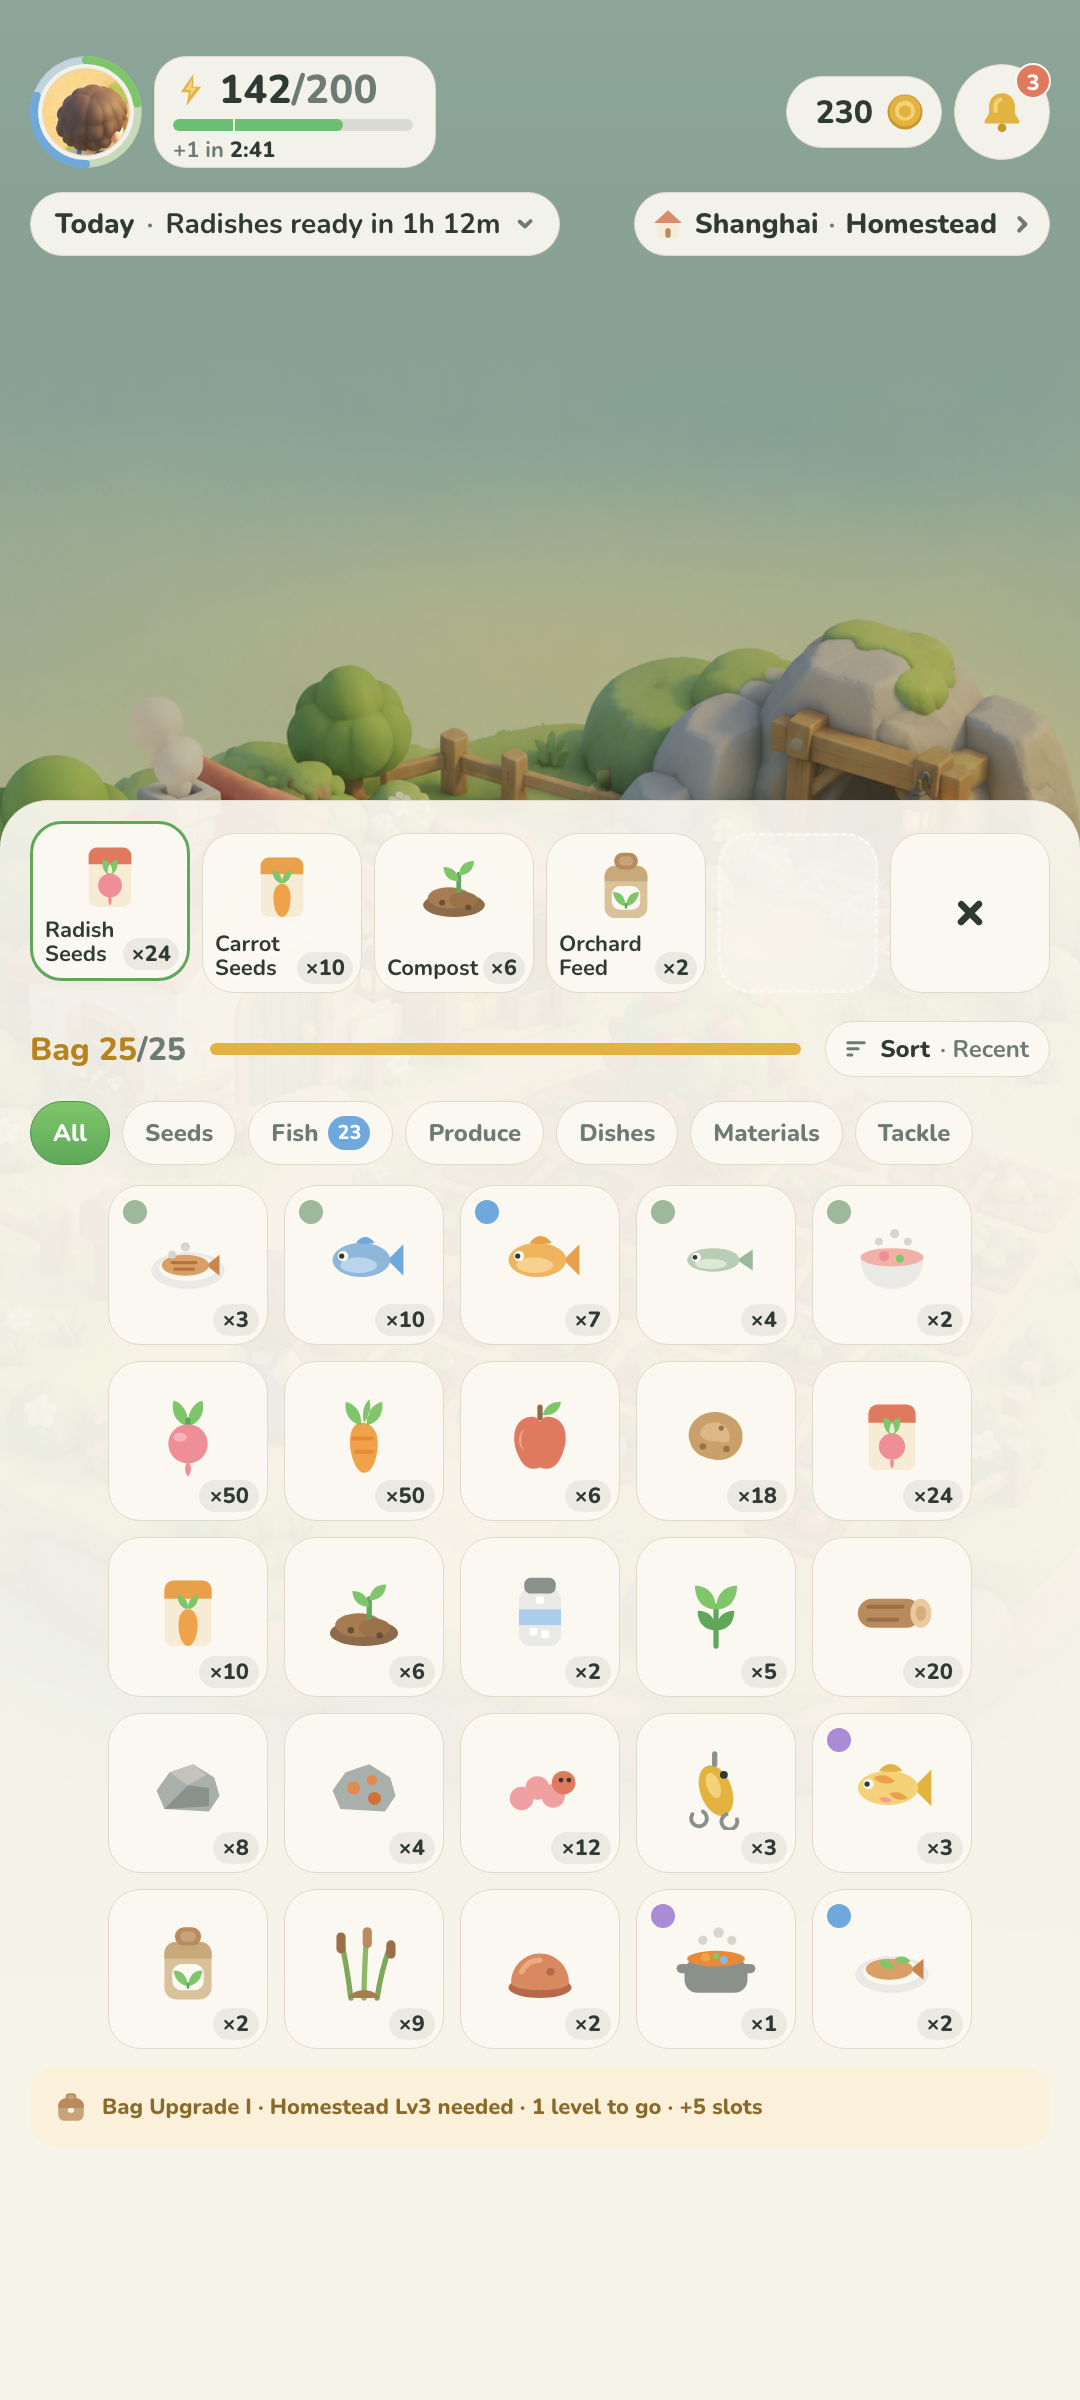 142/200
+1 in 2:41
230
3
Today · Radishes ready in 1h 12m
Shanghai · Homestead
Radish
Seeds ×24
Carrot
Seeds ×10
Compost ×6
Orchard
Feed ×2
Bag 25/25
Sort · Recent
All
Seeds
Fish 23
Produce
Dishes
Materials
Tackle
×3
×10
×7
×4
×2
×50
×50
×6
×18
×24
×10
×6
×2
×5
×20
×8
×4
×12
×3
×3
×2
×9
×2
×1
×2
Bag Upgrade I · Homestead Lv3 needed · 1 level to go · +5 slots